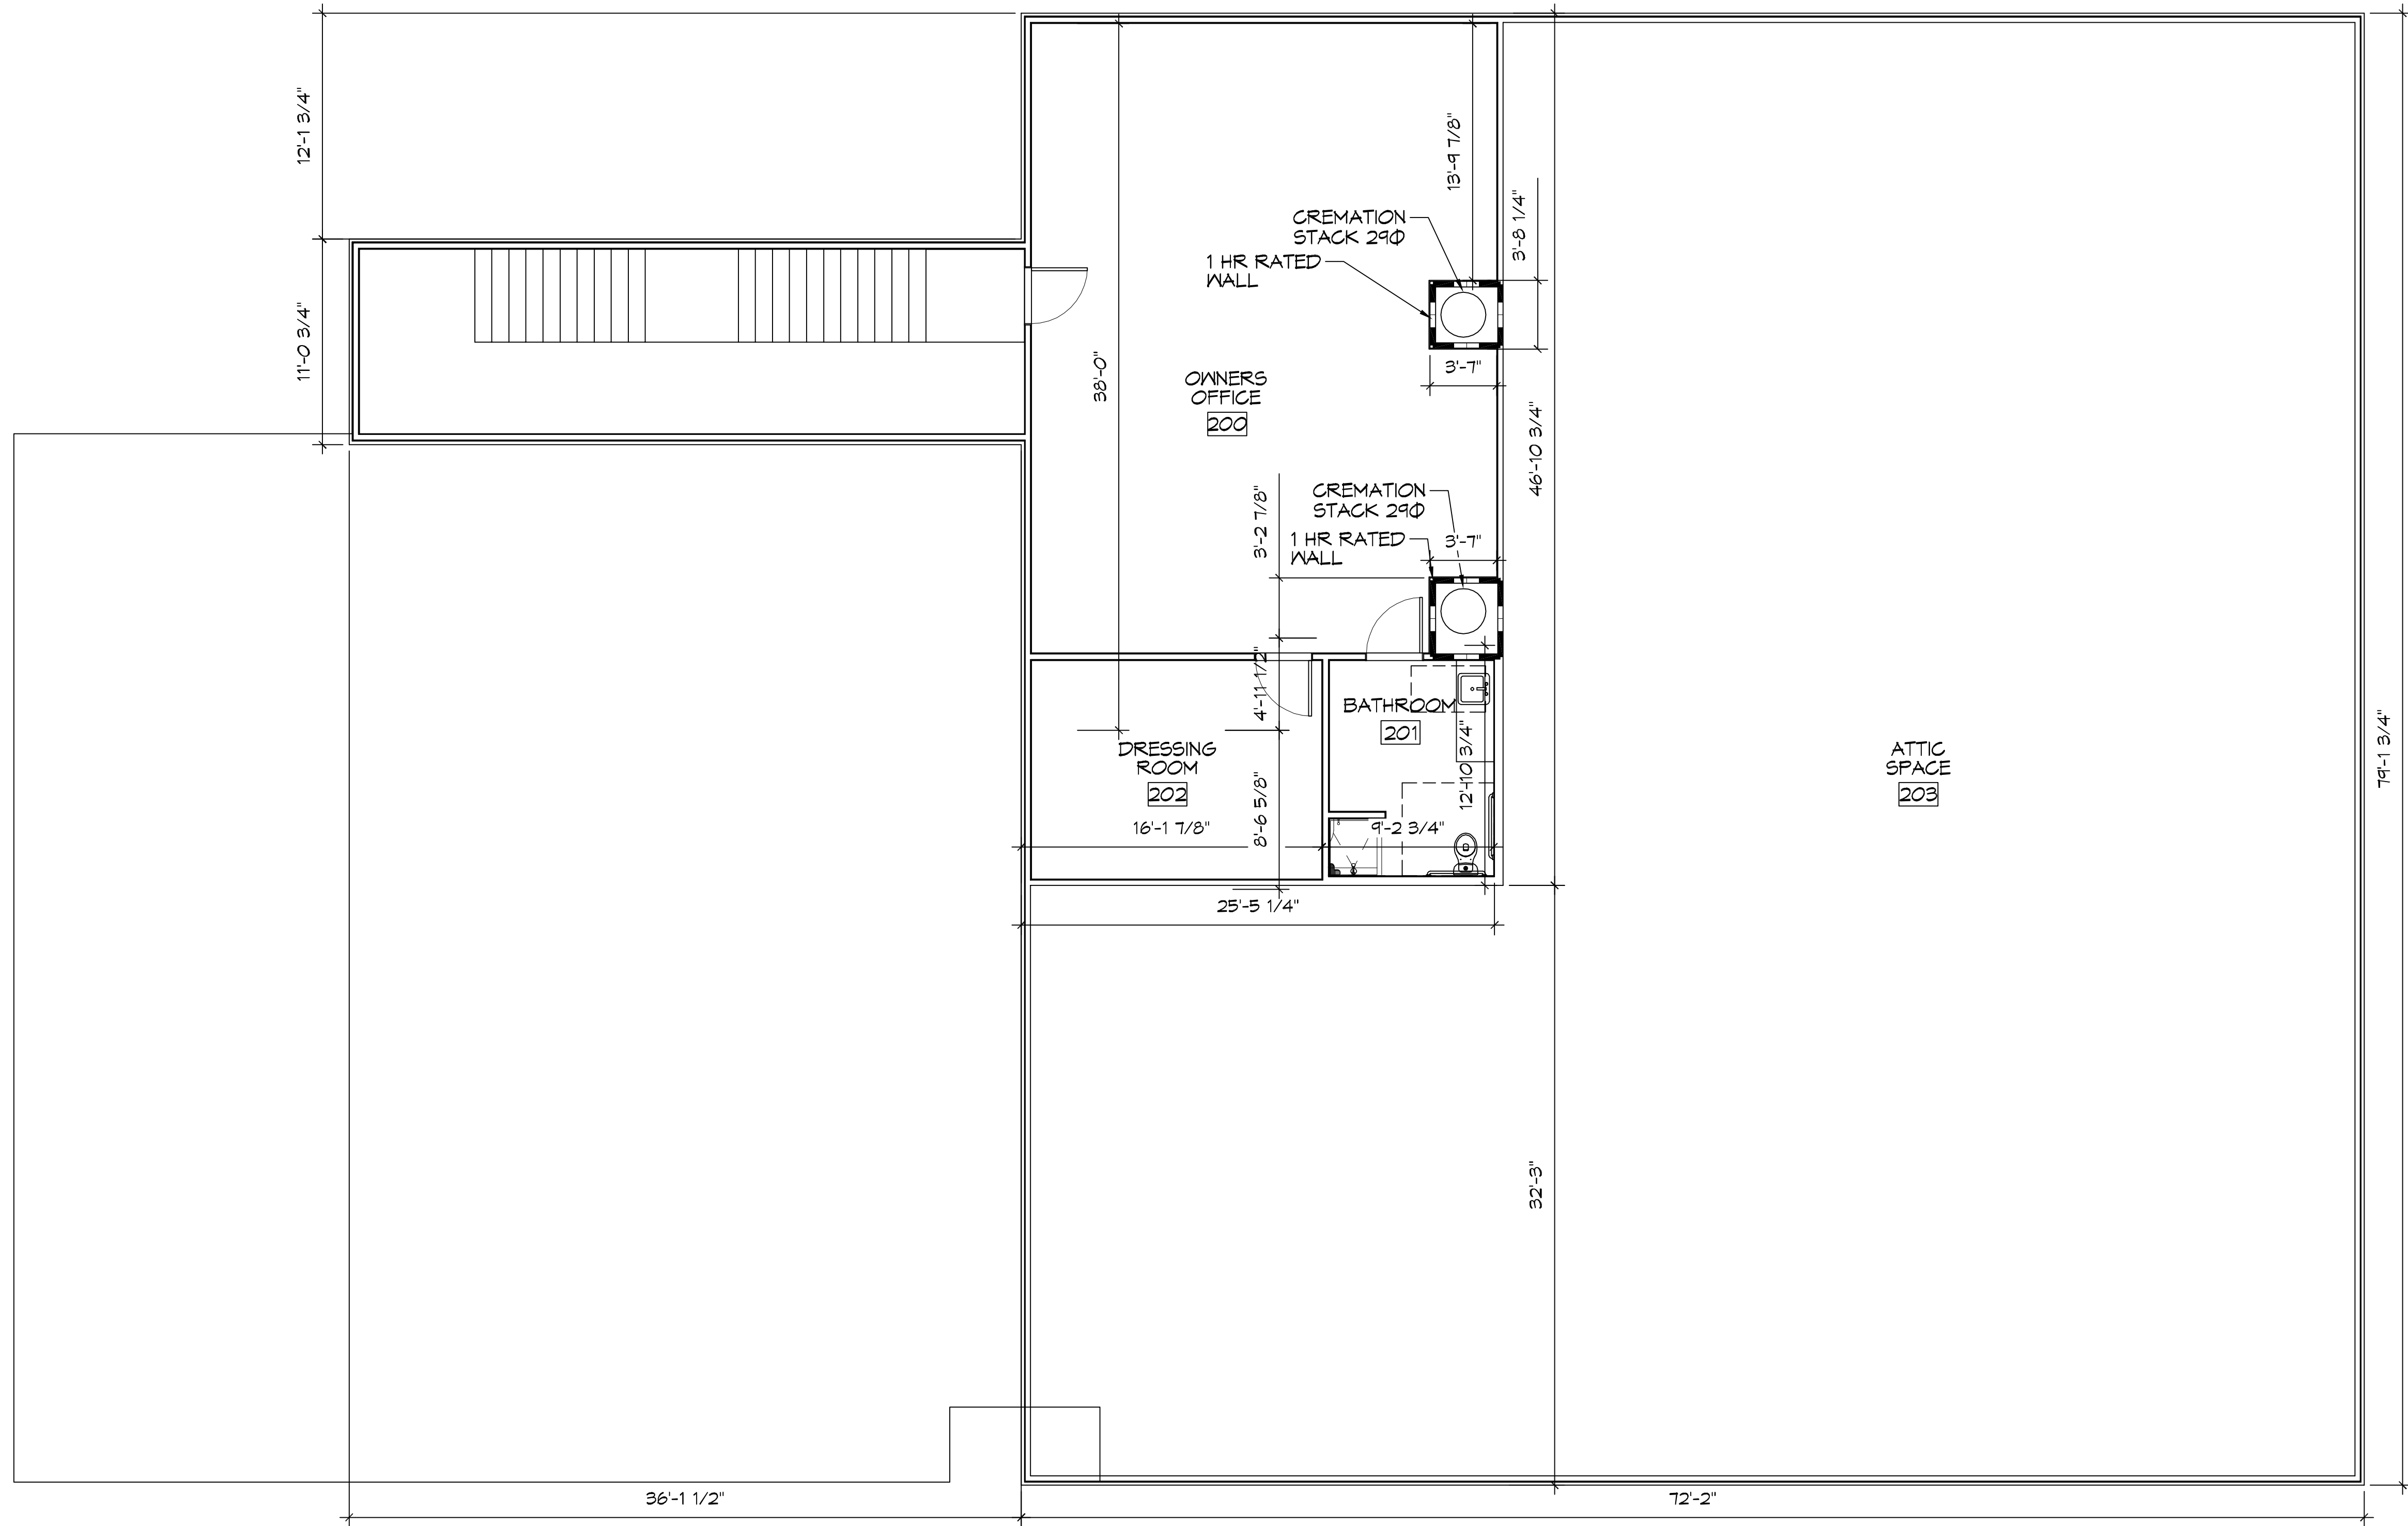 12'-1 3/4"
11'-0 3/4"
13'-9 7/8"
3'-8 1/4"
CREMATION
STACK 29Φ
1 HR RATED
WALL
3'-7"
38'-0"
OWNERS
OFFICE
200
46'-10 3/4"
3'-2 7/8"
CREMATION
STACK 29Φ
1 HR RATED
WALL
3'-7"
4'-11 1/2"
BATHROOM
201
12'-10 3/4"
DRESSING
ROOM
202
16'-1 7/8"
8'-6 5/8"
9'-2 3/4"
25'-5 1/4"
ATTIC
SPACE
203
79'-1 3/4"
32'-3"
36'-1 1/2"
72'-2"